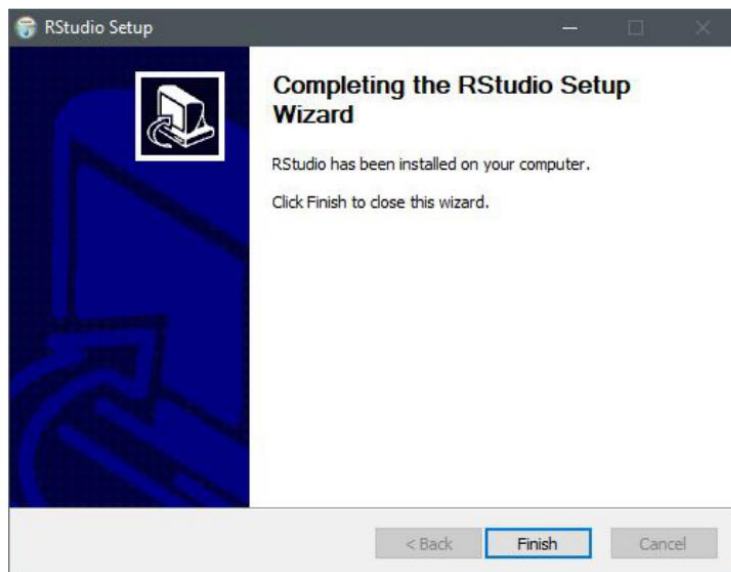 RStudio Setup
Completing the RStudio Setup
Wizard
RStudio has been installed on your computer.
Click Finish to close this wizard.
< Back
Finish
Cancel